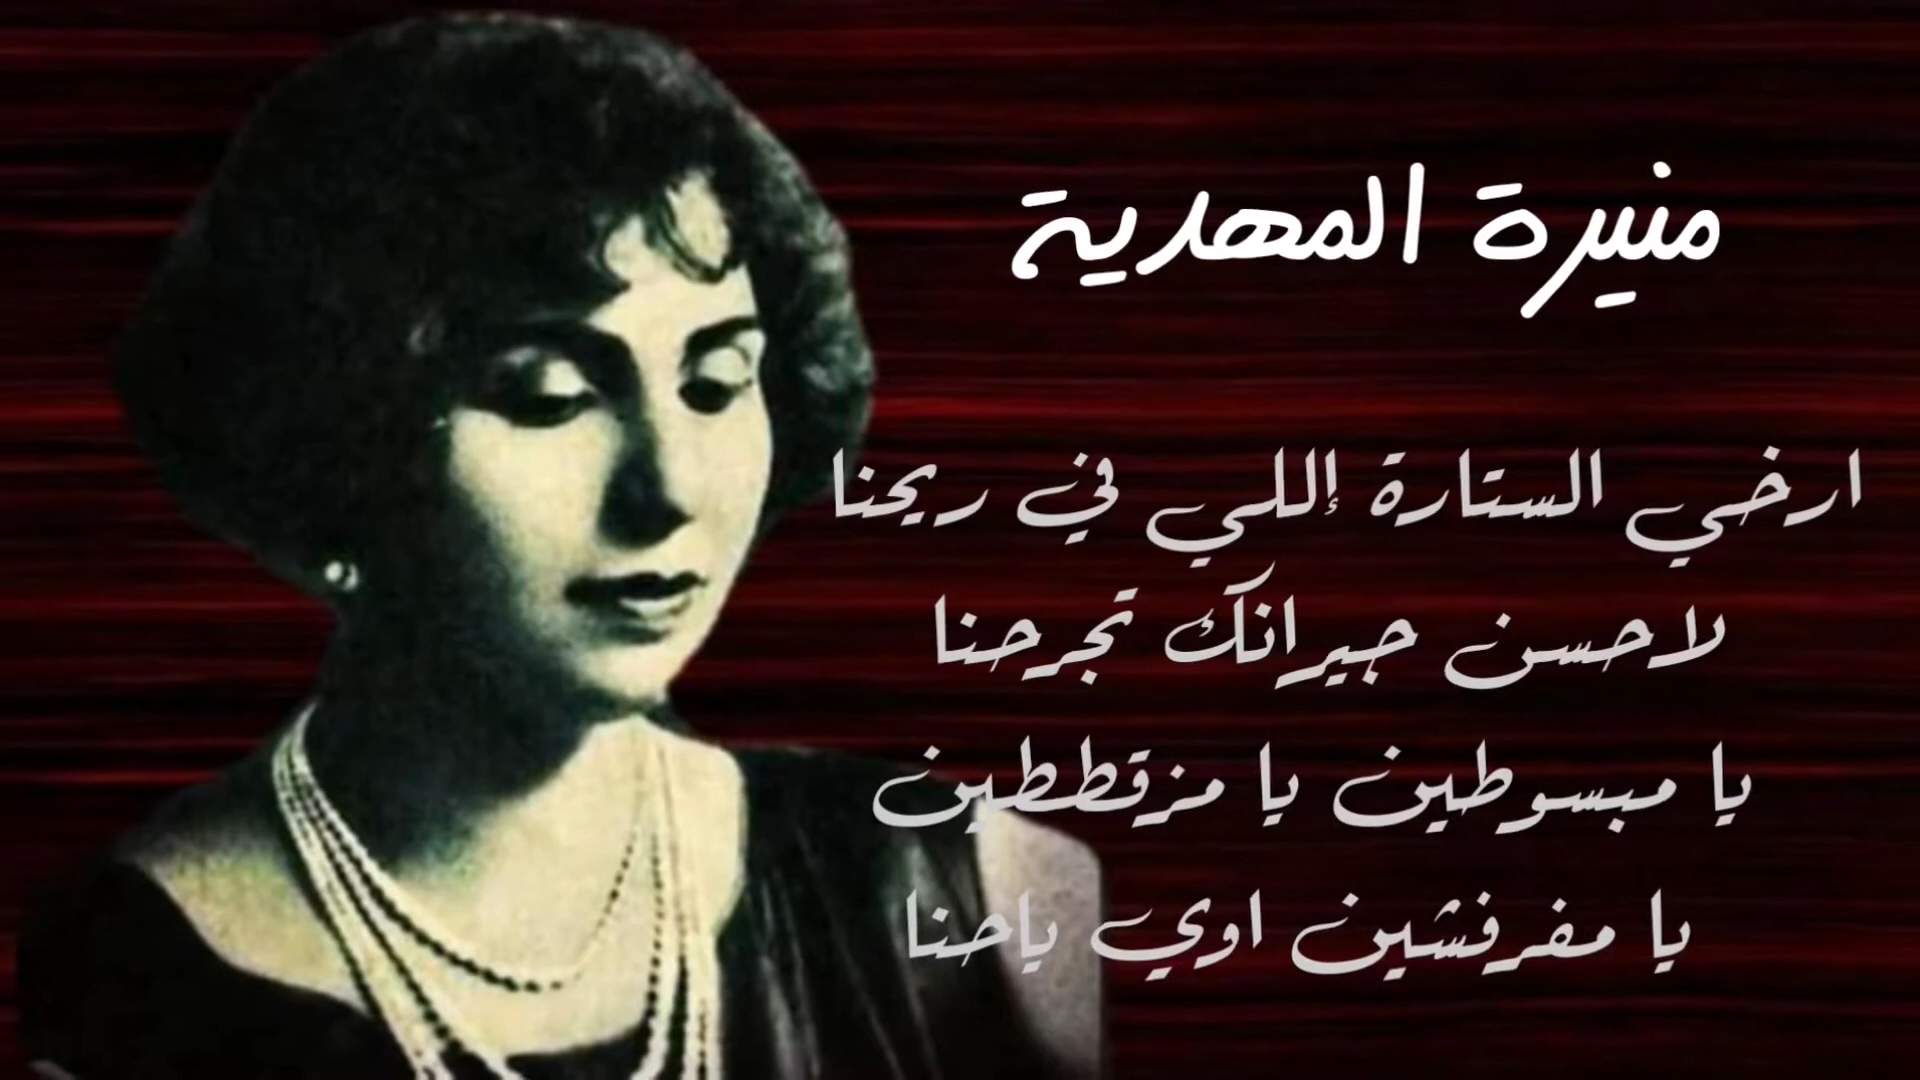 منيرة المهدية
ارخي الستارة إللي في ريحنا
لاحسن جيرانك تجرحنا
يا مبسوطين يا مزقططين
يا مفرفشين اوي ياحنا